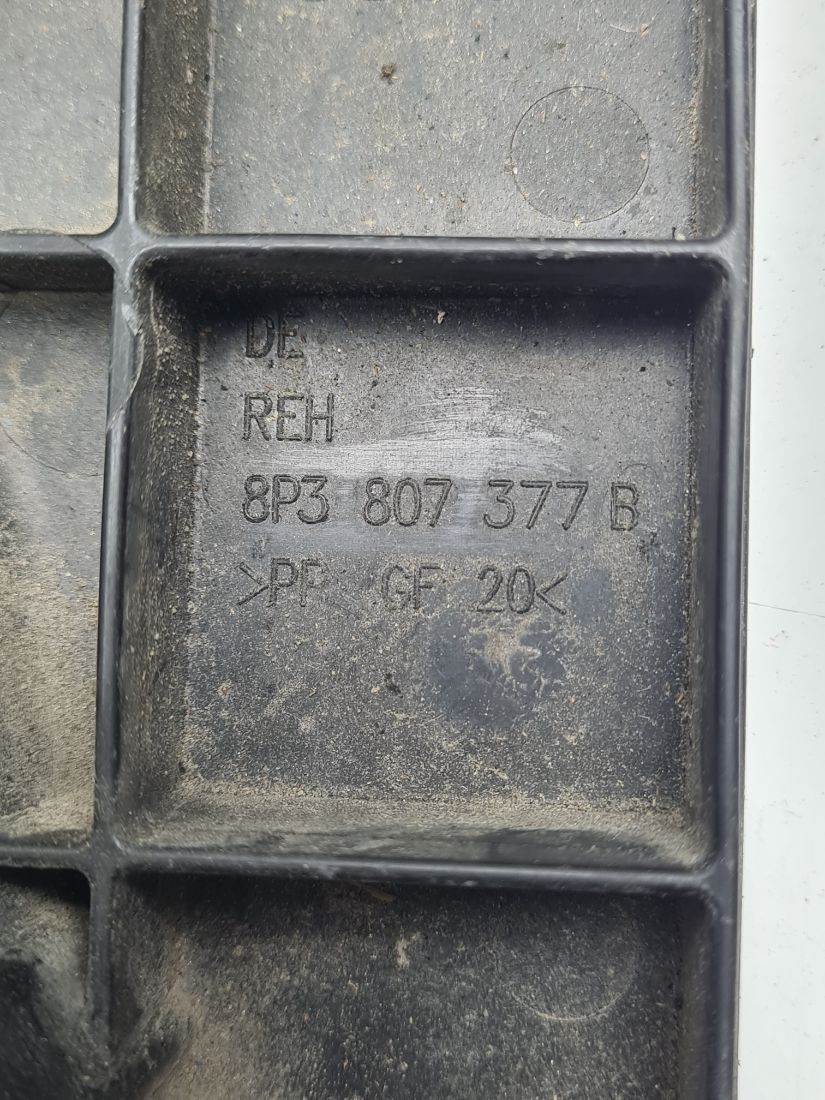 DE
REH
8P3 807 377 B
>PP GF 20<